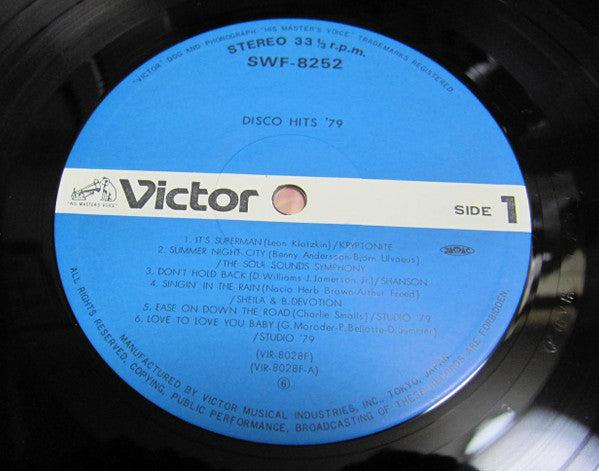 "VICTOR" DOG AND PHONOGRAPH·"HIS MASTER'S VOICE" TRADEMARKS REGISTERED.
STEREO 33 ⅓ r.p.m.
SWF-8252
DISCO HITS '79
"HIS MASTER'S VOICE"
Victor
SIDE 1
1. IT'S SUBERMAN (Leon Klatzkin)/KRYPTONITE
2. SUMMER NIGHT CITY (Benny Andersson·Björn Ulvaeus)
/THE SOUL SOUNDS SYMPHONY
3. DON'T HOLD BACK (D.Williams·J.Jamerson, Jr.)/SHANSON
4. SINGIN' IN THE RAIN (Nacio Herb Brown·Arthur Freed)
/SHEILA & B.DEVOTION
5. EASE ON DOWN THE ROAD (Charlie Smalls)/STUDIO '79
6. LOVE TO LOVE YOU BABY (G.Moroder·P.Bellotte·D.Summer)
/STUDIO '79
JASRAC
(VIR-8028F)
(VIR-8028F-A)
⑥
MANUFACTURED BY VICTOR MUSICAL INDUSTRIES, INC., TOKYO, JAPAN.
ALL RIGHTS RESERVED. COPYING, PUBLIC PERFORMANCE, BROADCASTING OF THESE RECORDS ARE FORBIDDEN.